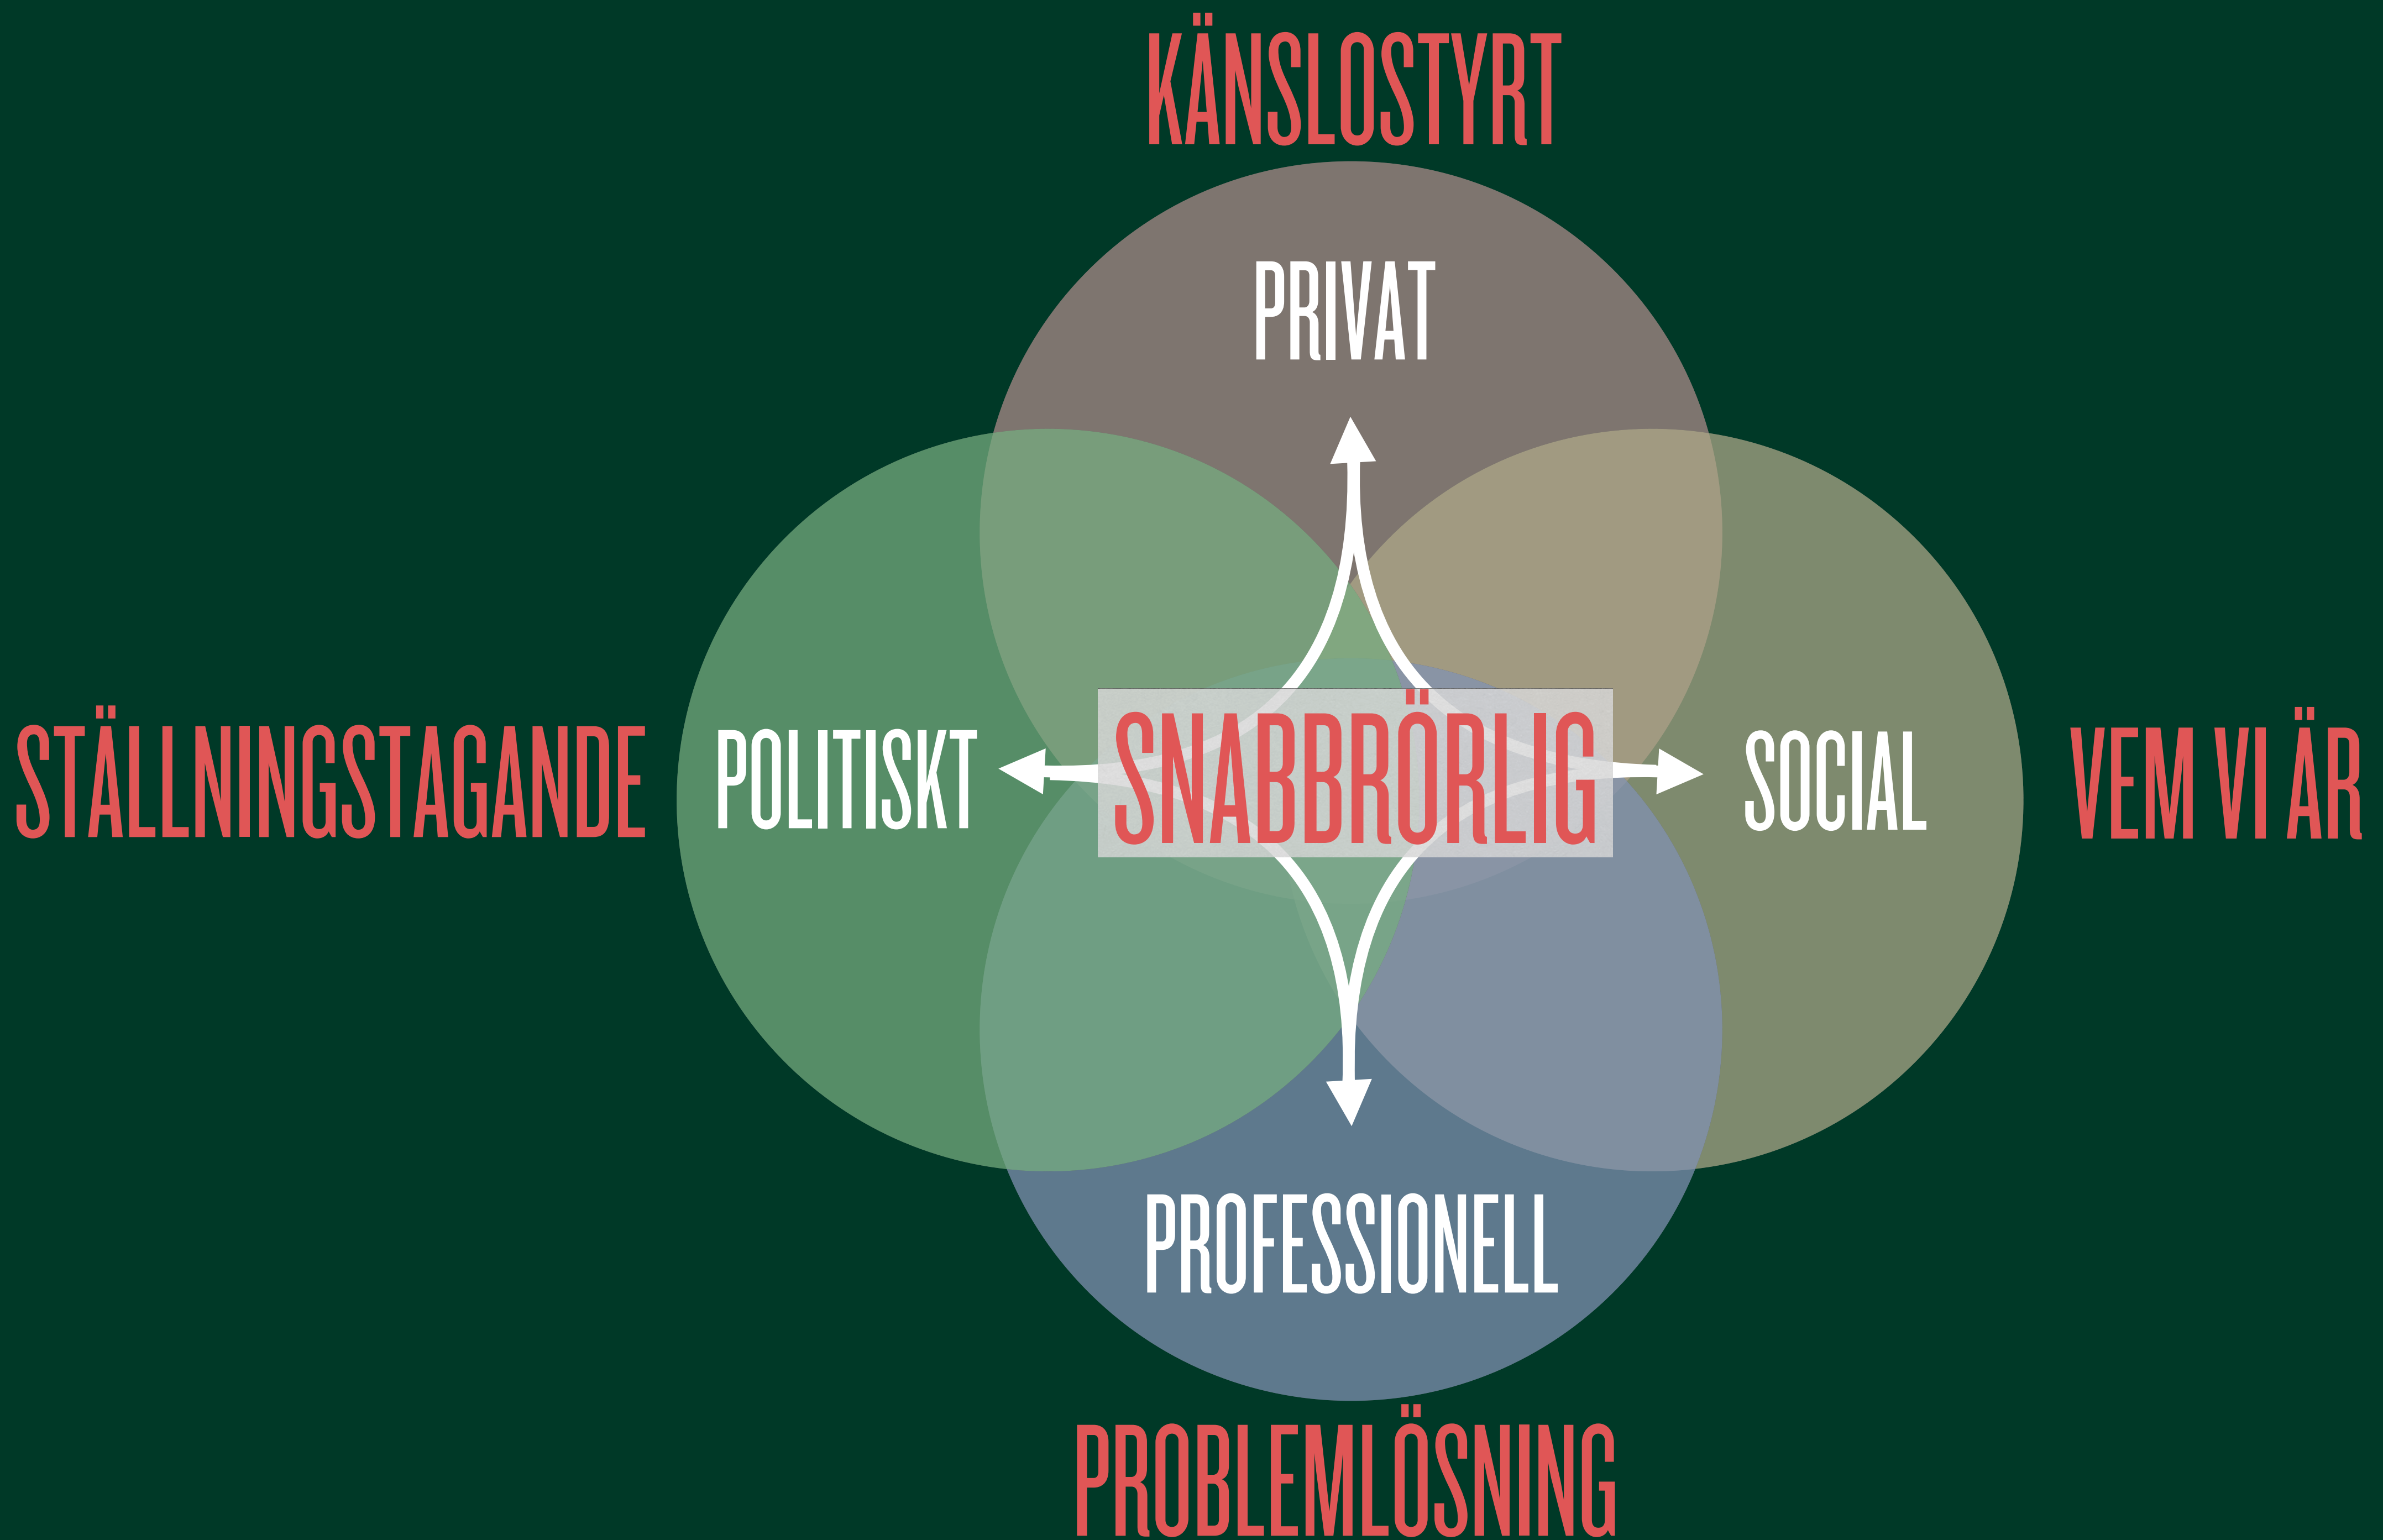 KÄNSLOSTYRT
PRIVAT
STÄLLNINGSTAGANDE
POLITISKT
SNABBRÖRLIG
SOCIAL
VEM VI ÄR
PROFESSIONELL
PROBLEMLÖSNING